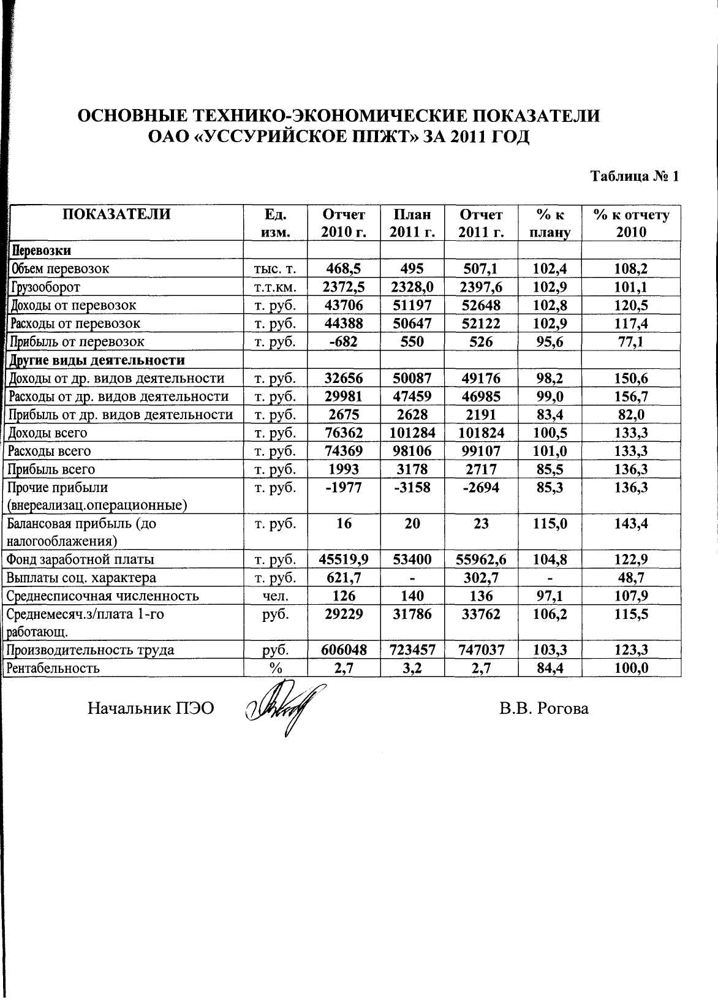 ОСНОВНЫЕ ТЕХНИКО-ЭКОНОМИЧЕСКИЕ ПОКАЗАТЕЛИ
ОАО «УССУРИЙСКОЕ ППЖТ» ЗА 2011 ГОД
Таблица № 1
ПОКАЗАТЕЛИ Ед. изм. Отчет 2010 г. План 2011 г. Отчет 2011 г. % к плану % к отчету 2010
Перевозки
Объем перевозок тыс. т. 468,5 495 507,1 102,4 108,2
Грузооборот т.т.км. 2372,5 2328,0 2397,6 102,9 101,1
Доходы от перевозок т. руб. 43706 51197 52648 102,8 120,5
Расходы от перевозок т. руб. 44388 50647 52122 102,9 117,4
Прибыль от перевозок т. руб. -682 550 526 95,6 77,1
Другие виды деятельности
Доходы от др. видов деятельности т. руб. 32656 50087 49176 98,2 150,6
Расходы от др. видов деятельности т. руб. 29981 47459 46985 99,0 156,7
Прибыль от др. видов деятельности т. руб. 2675 2628 2191 83,4 82,0
Доходы всего т. руб. 76362 101284 101824 100,5 133,3
Расходы всего т. руб. 74369 98106 99107 101,0 133,3
Прибыль всего т. руб. 1993 3178 2717 85,5 136,3
Прочие прибыли т. руб. -1977 -3158 -2694 85,3 136,3
(внереализац.операционные)
Балансовая прибыль (до т. руб. 16 20 23 115,0 143,4
налогооблажения)
Фонд заработной платы т. руб. 45519,9 53400 55962,6 104,8 122,9
Выплаты соц. характера т. руб. 621,7 - 302,7 - 48,7
Среднесписочная численность чел. 126 140 136 97,1 107,9
Среднемесяч.з/плата 1-го руб. 29229 31786 33762 106,2 115,5
работающ.
Производительность труда руб. 606048 723457 747037 103,3 123,3
Рентабельность % 2,7 3,2 2,7 84,4 100,0
Начальник ПЭО В.В. Рогова